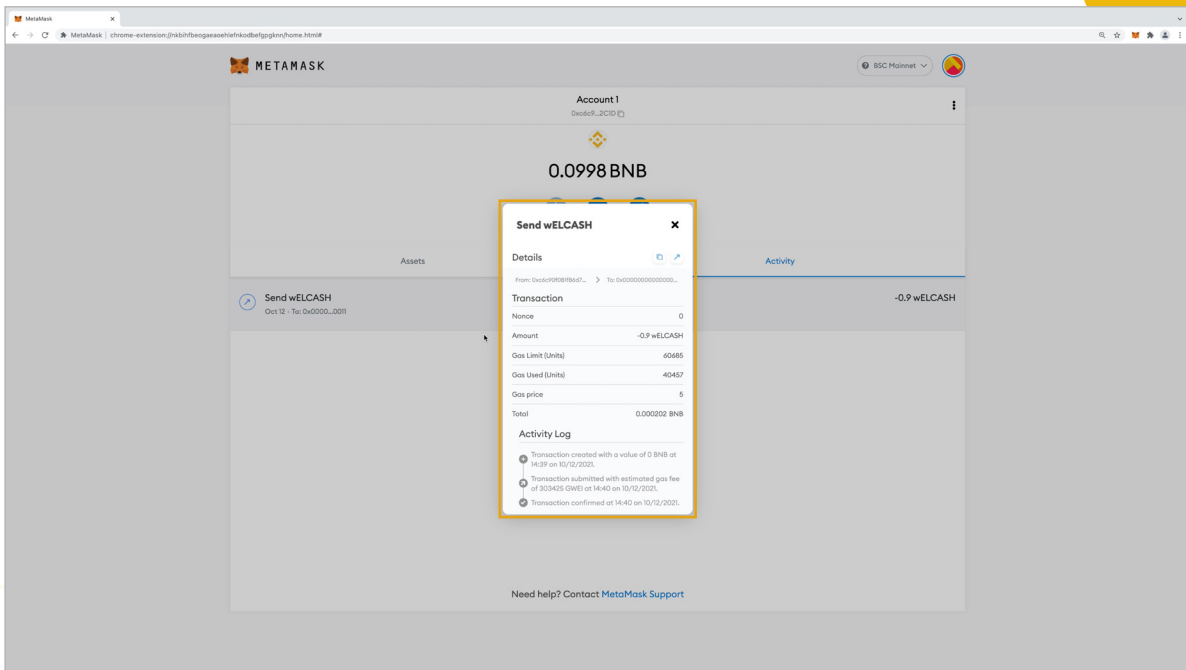 MetaMask
MetaMask chrome-extension://nkbihfbeogaeaoehlefnkodbefgpgknn/home.html#
METAMASK
BSC Mainnet
Account 1
0xc6c9...2C1D
0.0998 BNB
Assets
Activity
Send wELCASH
Oct 12 · To: 0x0000...0011
-0.9 wELCASH
Send wELCASH
Details
From: 0xc6c90f0B1fB6d7... To: 0x00000000000000...
Transaction
Nonce 0
Amount -0.9 wELCASH
Gas Limit (Units) 60685
Gas Used (Units) 40457
Gas price 5
Total 0.000202 BNB
Activity Log
Transaction created with a value of 0 BNB at
14:39 on 10/12/2021.
Transaction submitted with estimated gas fee
of 303425 GWEI at 14:40 on 10/12/2021.
Transaction confirmed at 14:40 on 10/12/2021.
Need help? Contact MetaMask Support